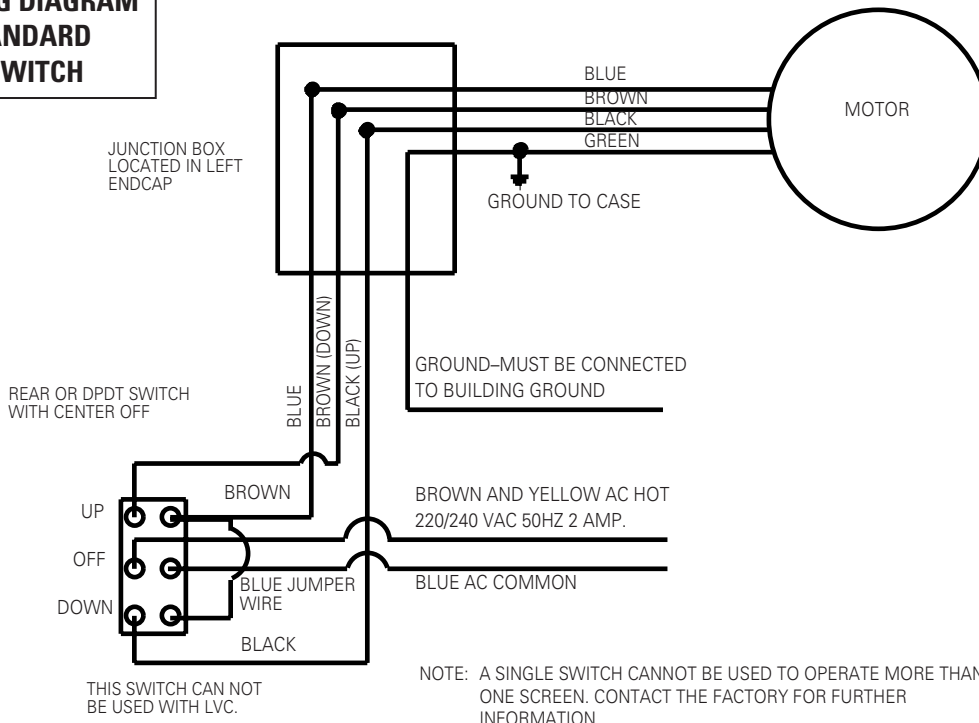 DIAGRAM
WITCH
BLUE
BROWN
BLACK
GREEN
MOTOR
JUNCTION BOX
LOCATED IN LEFT
ENDCAP
GROUND TO CASE
BLUE
BROWN (DOWN)
BLACK (UP)
GROUND–MUST BE CONNECTED
TO BUILDING GROUND
REAR OR DPDT SWITCH
WITH CENTER OFF
BROWN
UP
BROWN AND YELLOW AC HOT
220/240 VAC 50HZ 2 AMP.
OFF
BLUE JUMPER
WIRE
BLUE AC COMMON
DOWN
BLACK
THIS SWITCH CAN NOT
BE USED WITH LVC.
NOTE: A SINGLE SWITCH CANNOT BE USED TO OPERATE MORE THAN
ONE SCREEN. CONTACT THE FACTORY FOR FURTHER
INFORMATION